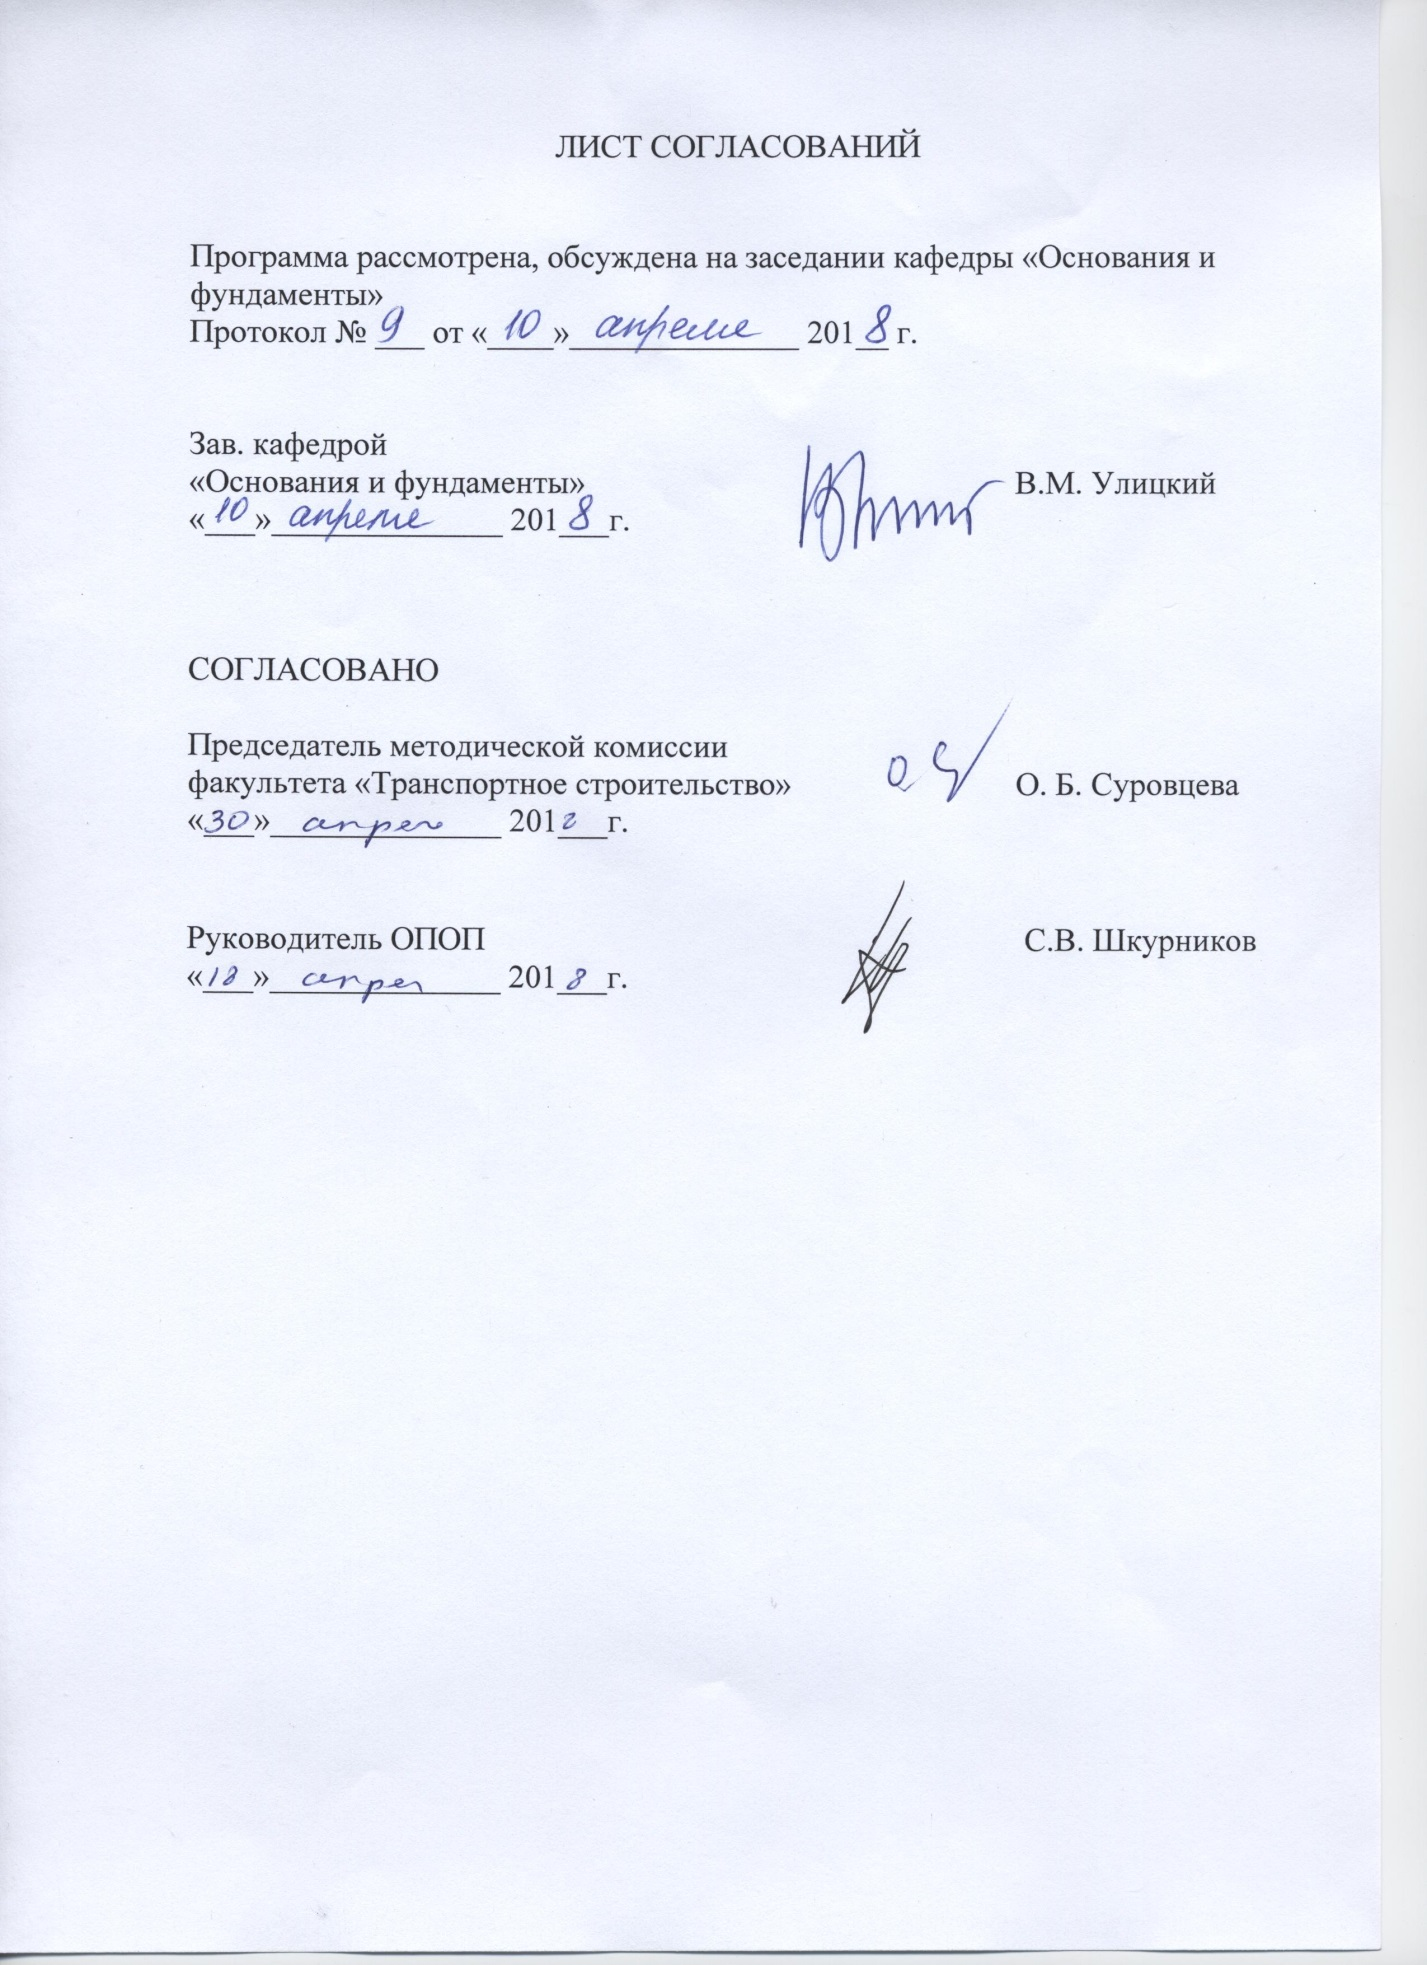 ЛИСТ СОГЛАСОВАНИЙ
Программа рассмотрена, обсуждена на заседании кафедры «Основания и
фундаменты»
Протокол № 9 от «10» апреля 2018 г.
Зав. кафедрой
«Основания и фундаменты» В.М. Улицкий
«10» апреля 2018 г.
СОГЛАСОВАНО
Председатель методической комиссии
факультета «Транспортное строительство» О. Б. Суровцева
«30» апрел 201 г.
Руководитель ОПОП С.В. Шкурников
«18» апрел 2018 г.